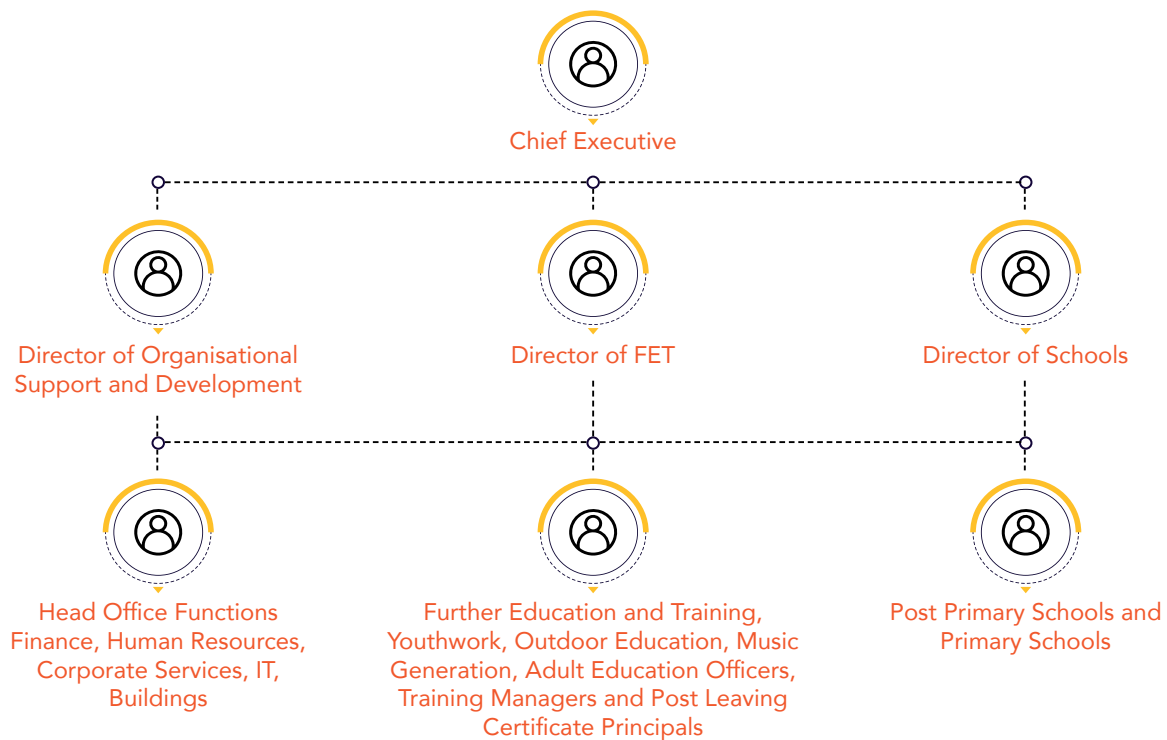 Chief Executive
Director of Organisational
Support and Development
Director of FET
Director of Schools
Head Office Functions
Finance, Human Resources,
Corporate Services, IT,
Buildings
Further Education and Training,
Youthwork, Outdoor Education, Music
Generation, Adult Education Officers,
Training Managers and Post Leaving
Certificate Principals
Post Primary Schools and
Primary Schools